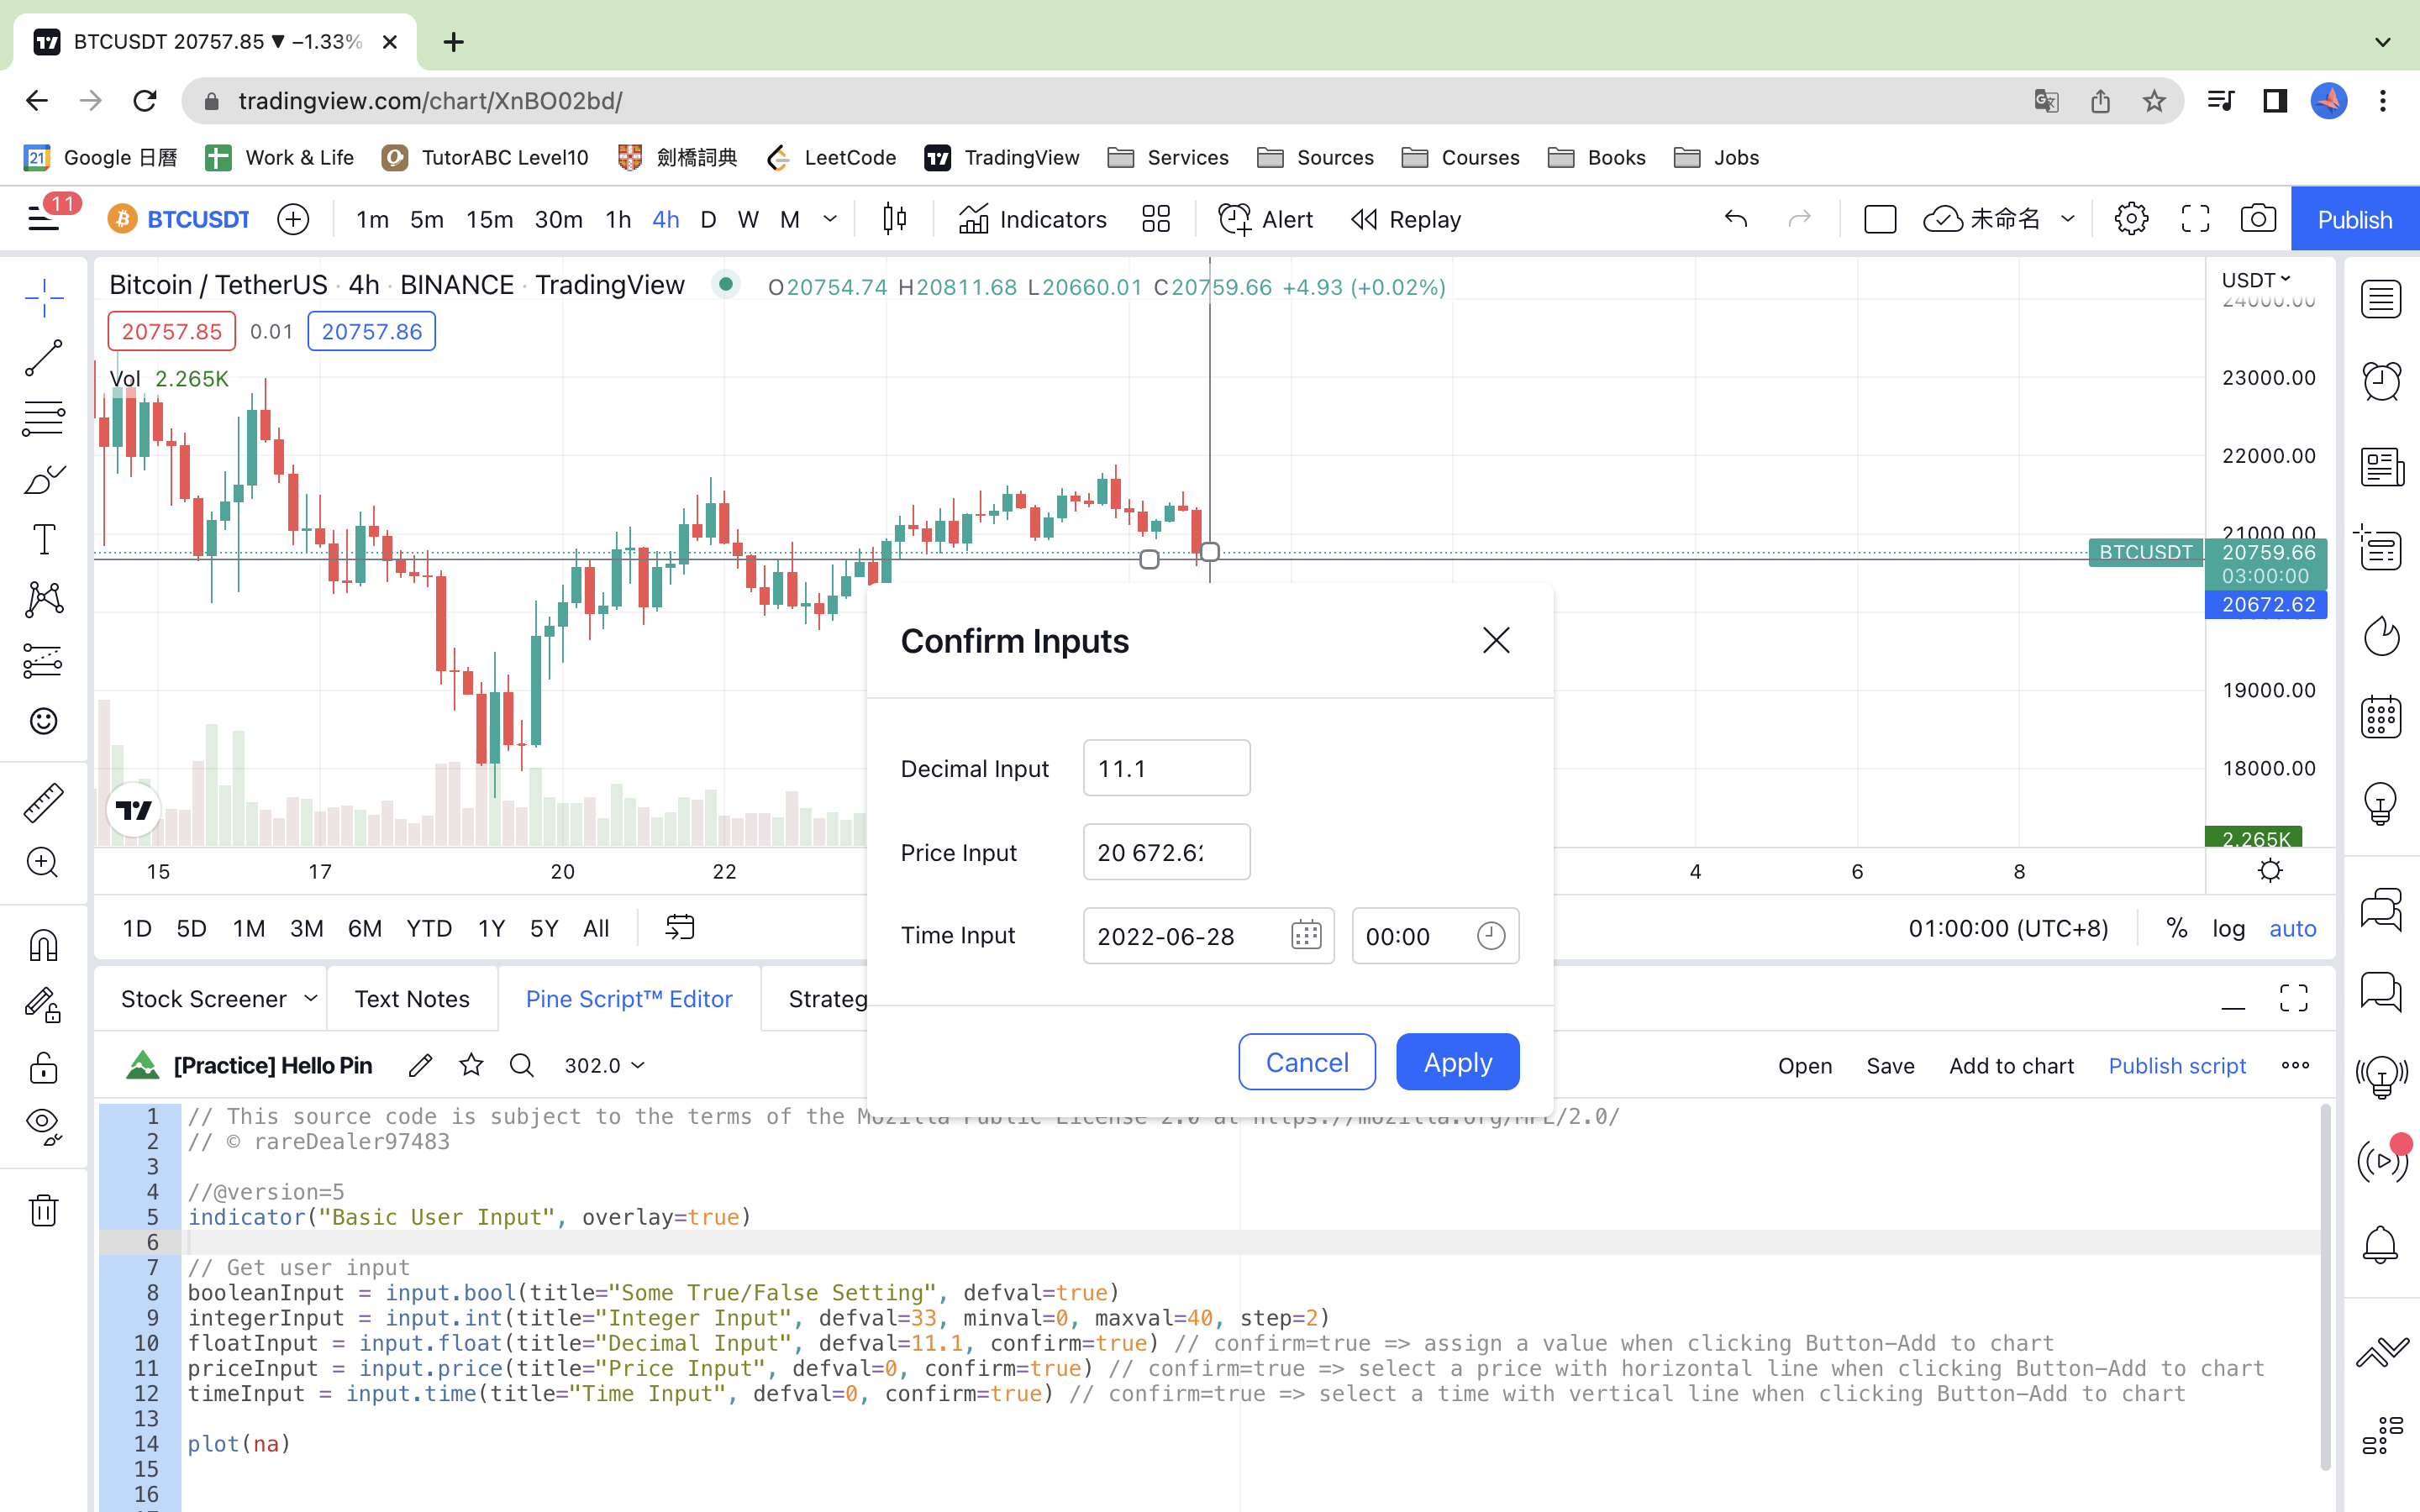 BTCUSDT 20757.85 ▼ −1.33%
tradingview.com/chart/XnBO02bd/
21 Google 日曆 Work & Life TutorABC Level10 劍橋詞典 LeetCode TradingView Services Sources Courses Books Jobs
11 BTCUSDT 1m 5m 15m 30m 1h 4h D W M Indicators Alert Replay 未命名 Publish
Bitcoin / TetherUS · 4h · BINANCE · TradingView O20754.74 H20811.68 L20660.01 C20759.66 +4.93 (+0.02%)
USDT
24000.00
20757.85 0.01 20757.86
Vol 2.265K
23000.00
22000.00
21000.00
BTCUSDT 20759.66
03:00:00
20672.62
19000.00
18000.00
2.265K
15 17 20 22 4 6 8
1D 5D 1M 3M 6M YTD 1Y 5Y All 01:00:00 (UTC+8) % log auto
Confirm Inputs
Decimal Input 11.1
Price Input 20 672.62
Time Input 2022-06-28 00:00
Cancel Apply
Stock Screener Text Notes Pine Script™ Editor Strateg
[Practice] Hello Pin 302.0 Open Save Add to chart Publish script
1 // This source code is subject to the terms of the Mozilla Public License 2.0 at https://mozilla.org/MPL/2.0/
2 // © rareDealer97483
3
4 //@version=5
5 indicator("Basic User Input", overlay=true)
6
7 // Get user input
8 booleanInput = input.bool(title="Some True/False Setting", defval=true)
9 integerInput = input.int(title="Integer Input", defval=33, minval=0, maxval=40, step=2)
10 floatInput = input.float(title="Decimal Input", defval=11.1, confirm=true) // confirm=true => assign a value when clicking Button-Add to chart
11 priceInput = input.price(title="Price Input", defval=0, confirm=true) // confirm=true => select a price with horizontal line when clicking Button-Add to chart
12 timeInput = input.time(title="Time Input", defval=0, confirm=true) // confirm=true => select a time with vertical line when clicking Button-Add to chart
13
14 plot(na)
15
16